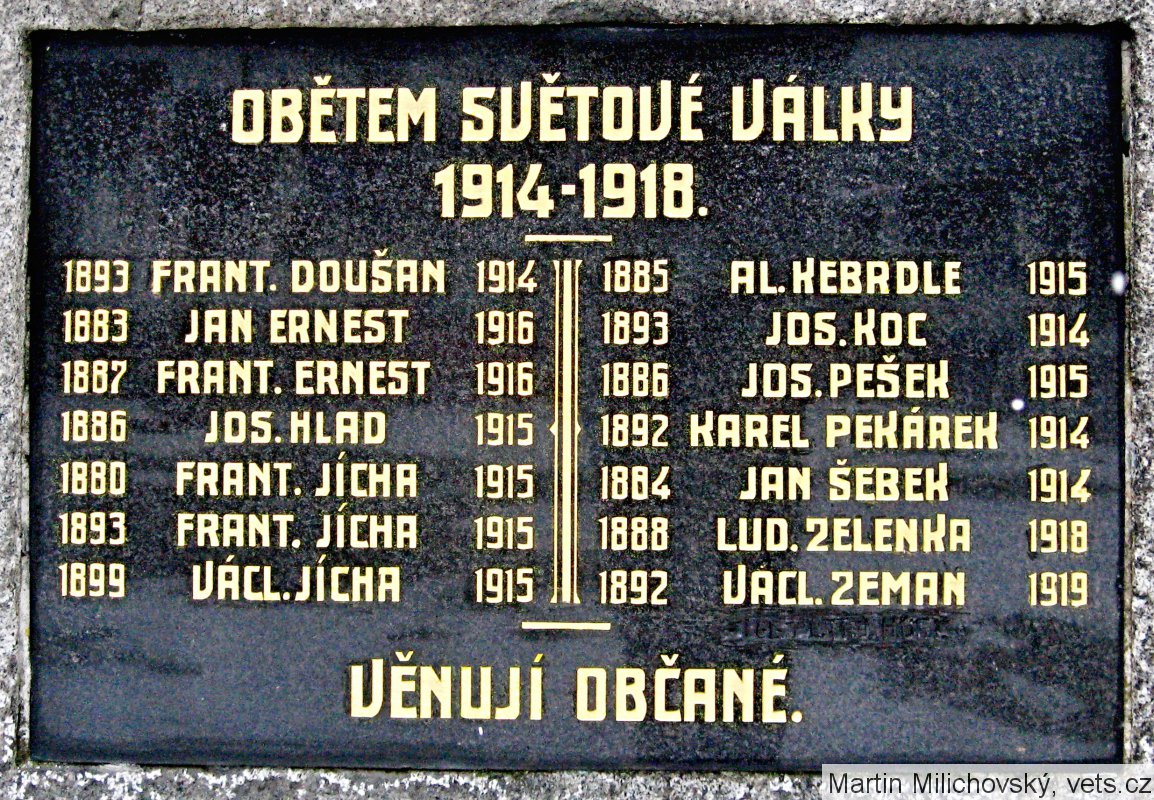 OBĚTEM SVĚTOVÉ VÁLKY
1914-1918.
1893 FRANT. DOUŠAN 1914
1883 JAN ERNEST 1916
1887 FRANT. ERNEST 1916
1886 JOS. HLAD 1915
1880 FRANT. JÍCHA 1915
1893 FRANT. JÍCHA 1915
1899 VÁCL. JÍCHA 1915
1885 AL. KEBRDLE 1915
1893 JOS. KOC 1914
1886 JOS. PEŠEK 1915
1892 KAREL PEKÁREK 1914
1884 JAN ŠEBEK 1914
1888 LUD. ZELENKA 1918
1892 VÁCL. ZEMAN 1919
VĚNUJÍ OBČANÉ.
Martin Milichovský, vets.cz